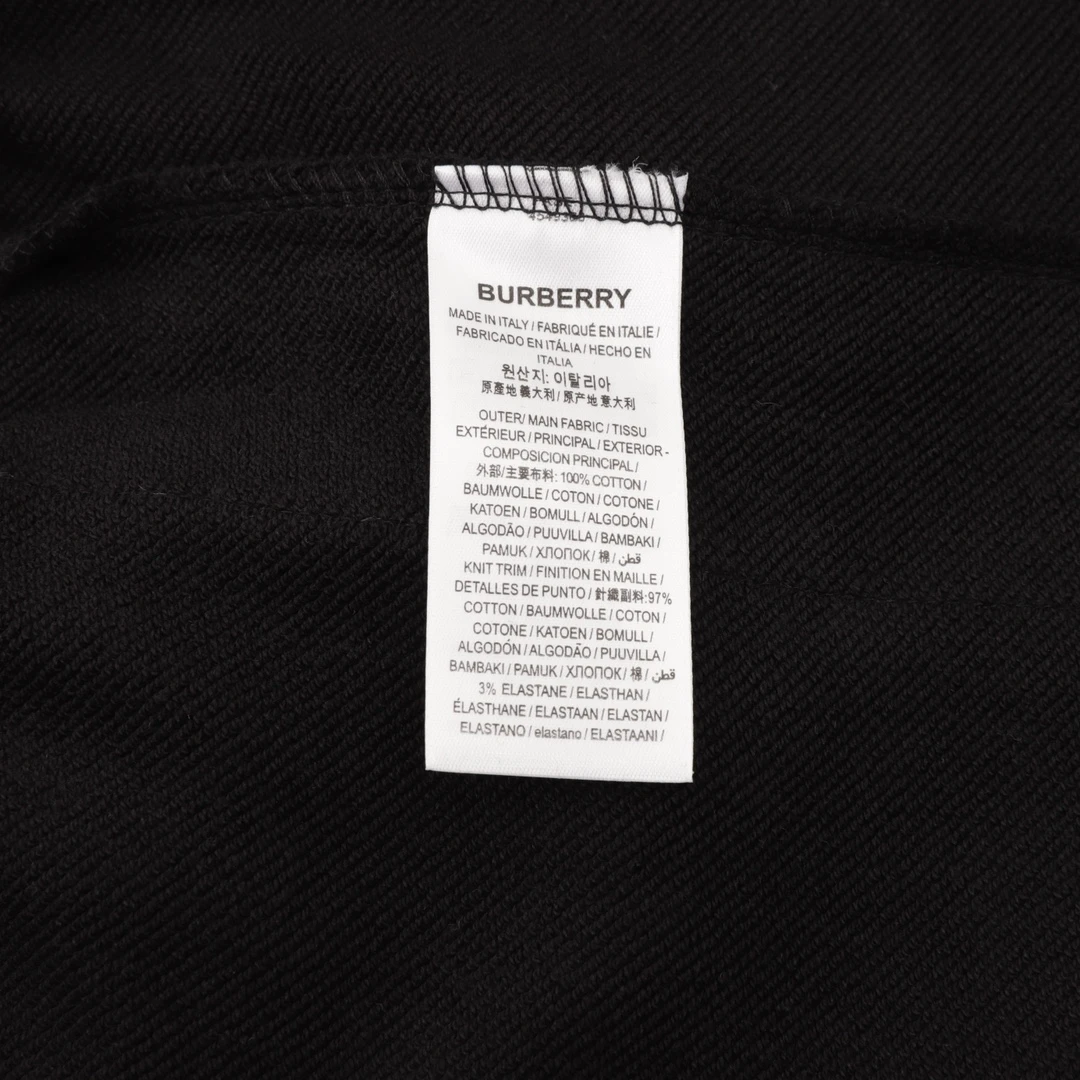 BURBERRY
MADE IN ITALY / FABRIQUÉ EN ITALIE /
FABRICADO EN ITÁLIA / HECHO EN
ITALIA
원산지: 이탈리아
原產地 義大利 / 原产地 意大利
OUTER/ MAIN FABRIC / TISSU
EXTÉRIEUR / PRINCIPAL / EXTERIOR -
COMPOSICION PRINCIPAL /
外部/主要布料: 100% COTTON /
BAUMWOLLE / COTON / COTONE /
KATOEN / BOMULL / ALGODÓN /
ALGODÃO / PUUVILLA / BAMBAKI /
PAMUK / ХЛОПОК / 棉 / قطن
KNIT TRIM / FINITION EN MAILLE /
DETALLES DE PUNTO / 針織副料:97%
COTTON / BAUMWOLLE / COTON /
COTONE / KATOEN / BOMULL /
ALGODÓN / ALGODÃO / PUUVILLA /
BAMBAKI / PAMUK / ХЛОПОК / 棉 / قطن
3% ELASTANE / ELASTHAN /
ÉLASTHANE / ELASTAAN / ELASTAN /
ELASTANO / elastano / ELASTAANI /